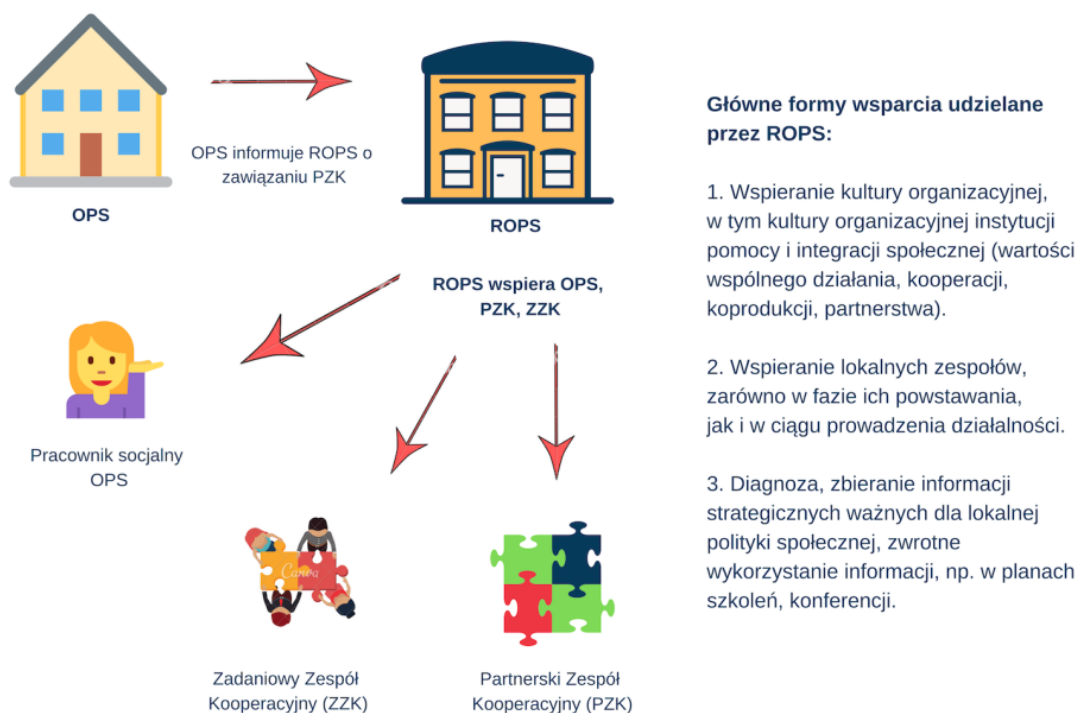 OPS informuje ROPS o
zawiązaniu PZK
OPS
ROPS
ROPS wspiera OPS,
PZK, ZZK
Pracownik socjalny
OPS
Canva
Zadaniowy Zespół
Kooperacyjny (ZZK)
Partnerski Zespół
Kooperacyjny (PZK)
Główne formy wsparcia udzielane
przez ROPS:
1. Wspieranie kultury organizacyjnej,
w tym kultury organizacyjnej instytucji
pomocy i integracji społecznej (wartości
wspólnego działania, kooperacji,
koprodukcji, partnerstwa).
2. Wspieranie lokalnych zespołów,
zarówno w fazie ich powstawania,
jak i w ciągu prowadzenia działalności.
3. Diagnoza, zbieranie informacji
strategicznych ważnych dla lokalnej
polityki społecznej, zwrotne
wykorzystanie informacji, np. w planach
szkoleń, konferencji.